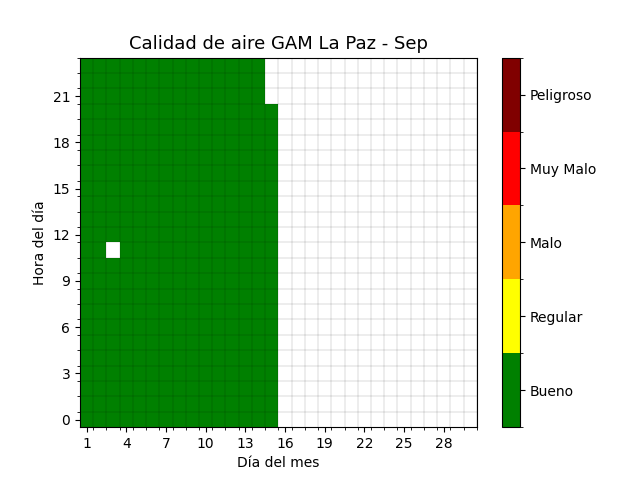 Calidad de aire GAM La Paz - Sep
Hora del día
21
18
15
12
9
6
3
0
1 4 7 10 13 16 19 22 25 28
Día del mes
Peligroso
Muy Malo
Malo
Regular
Bueno